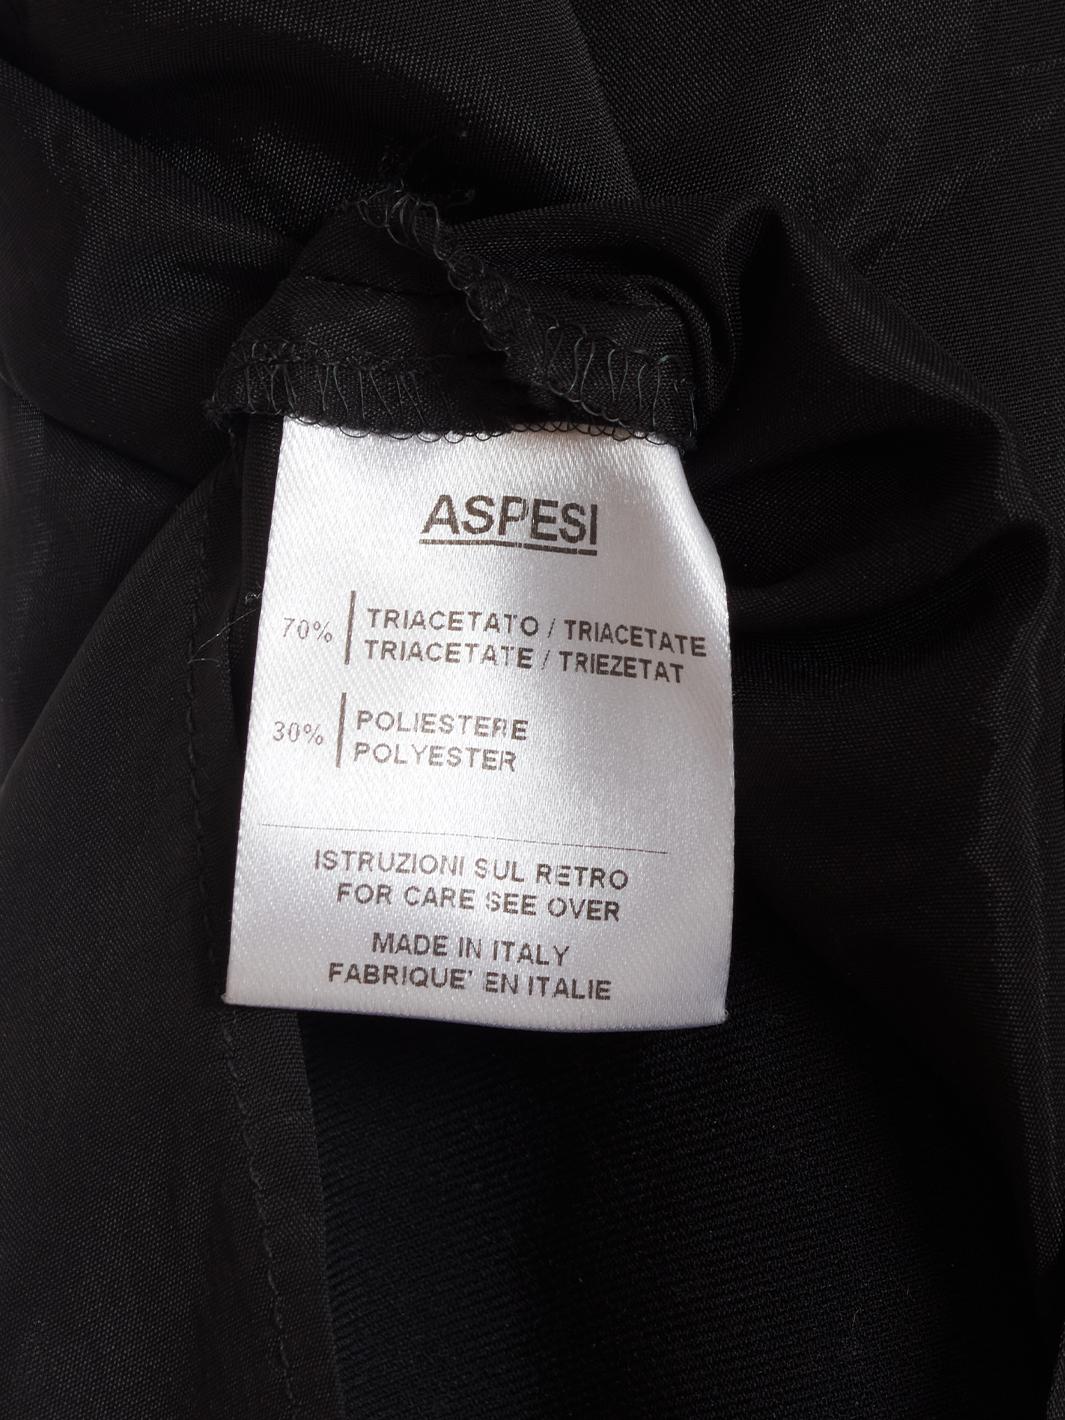 ASPESI
70% TRIACETATO / TRIACETATE
TRIACETATE / TRIEZETAT
30% POLIESTERE
POLYESTER
ISTRUZIONI SUL RETRO
FOR CARE SEE OVER
MADE IN ITALY
FABRIQUE' EN ITALIE